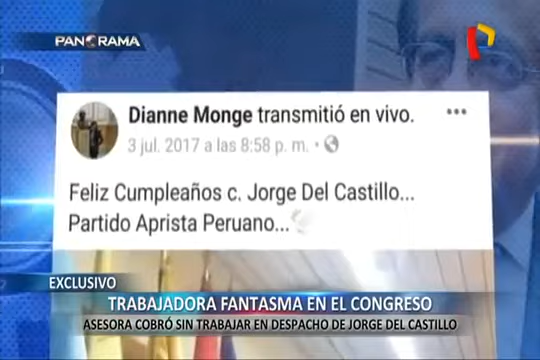 PANORAMA
Dianne Monge transmitió en vivo.
3 jul. 2017 a las 8:58 p. m. •
Feliz Cumpleaños c. Jorge Del Castillo...
Partido Aprista Peruano...
EXCLUSIVO
TRABAJADORA FANTASMA EN EL CONGRESO
ASESORA COBRÓ SIN TRABAJAR EN DESPACHO DE JORGE DEL CASTILLO